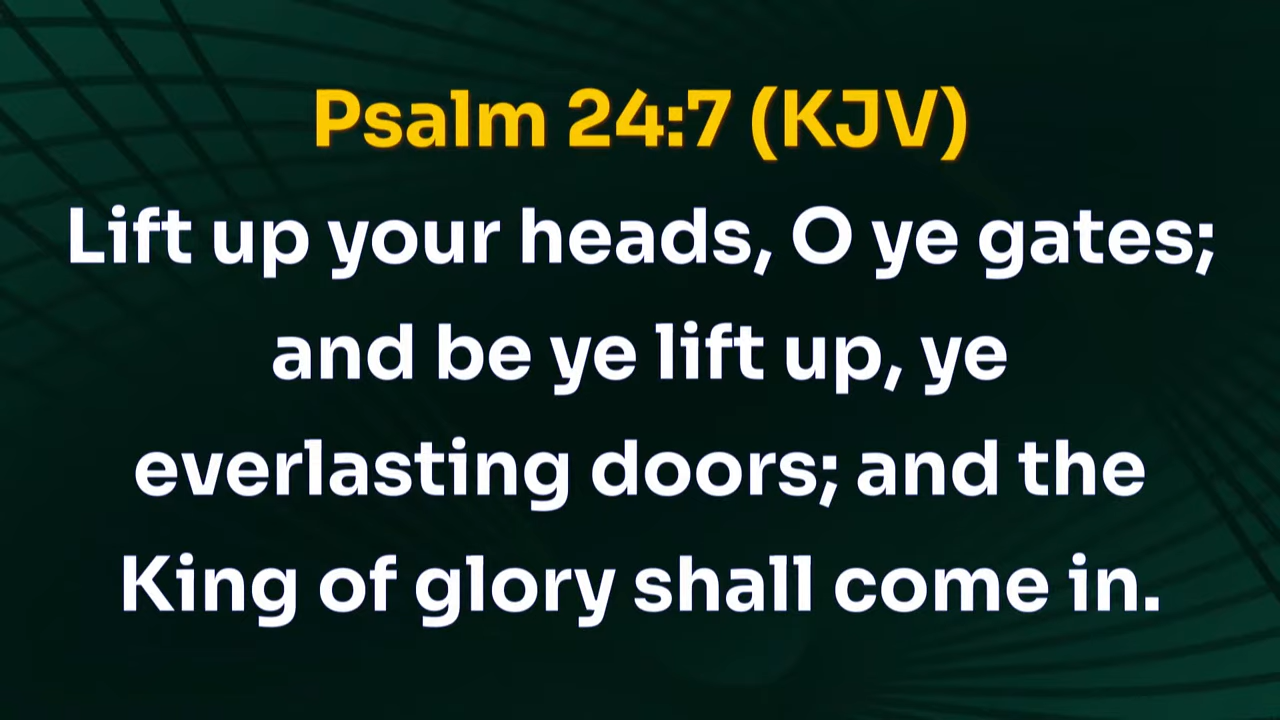 Psalm 24:7 (KJV)
Lift up your heads, O ye gates;
and be ye lift up, ye
everlasting doors; and the
King of glory shall come in.